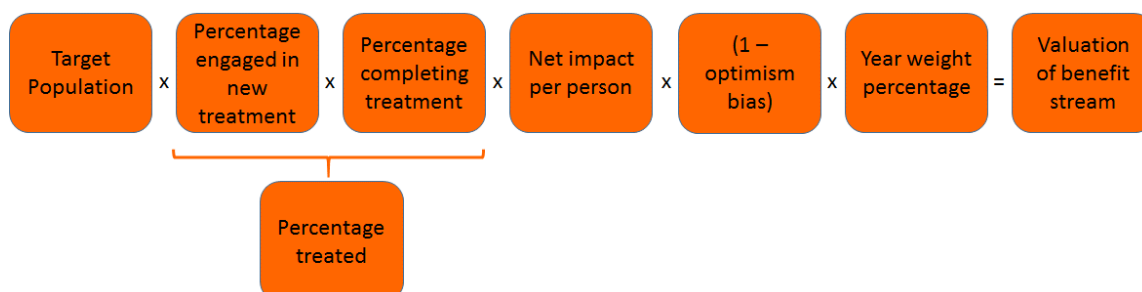 Target
Population
x
Percentage
engaged in
new
treatment
x
Percentage
completing
treatment
x
Net impact
per person
x
(1 –
optimism
bias)
x
Year weight
percentage
=
Valuation
of benefit
stream
Percentage
treated